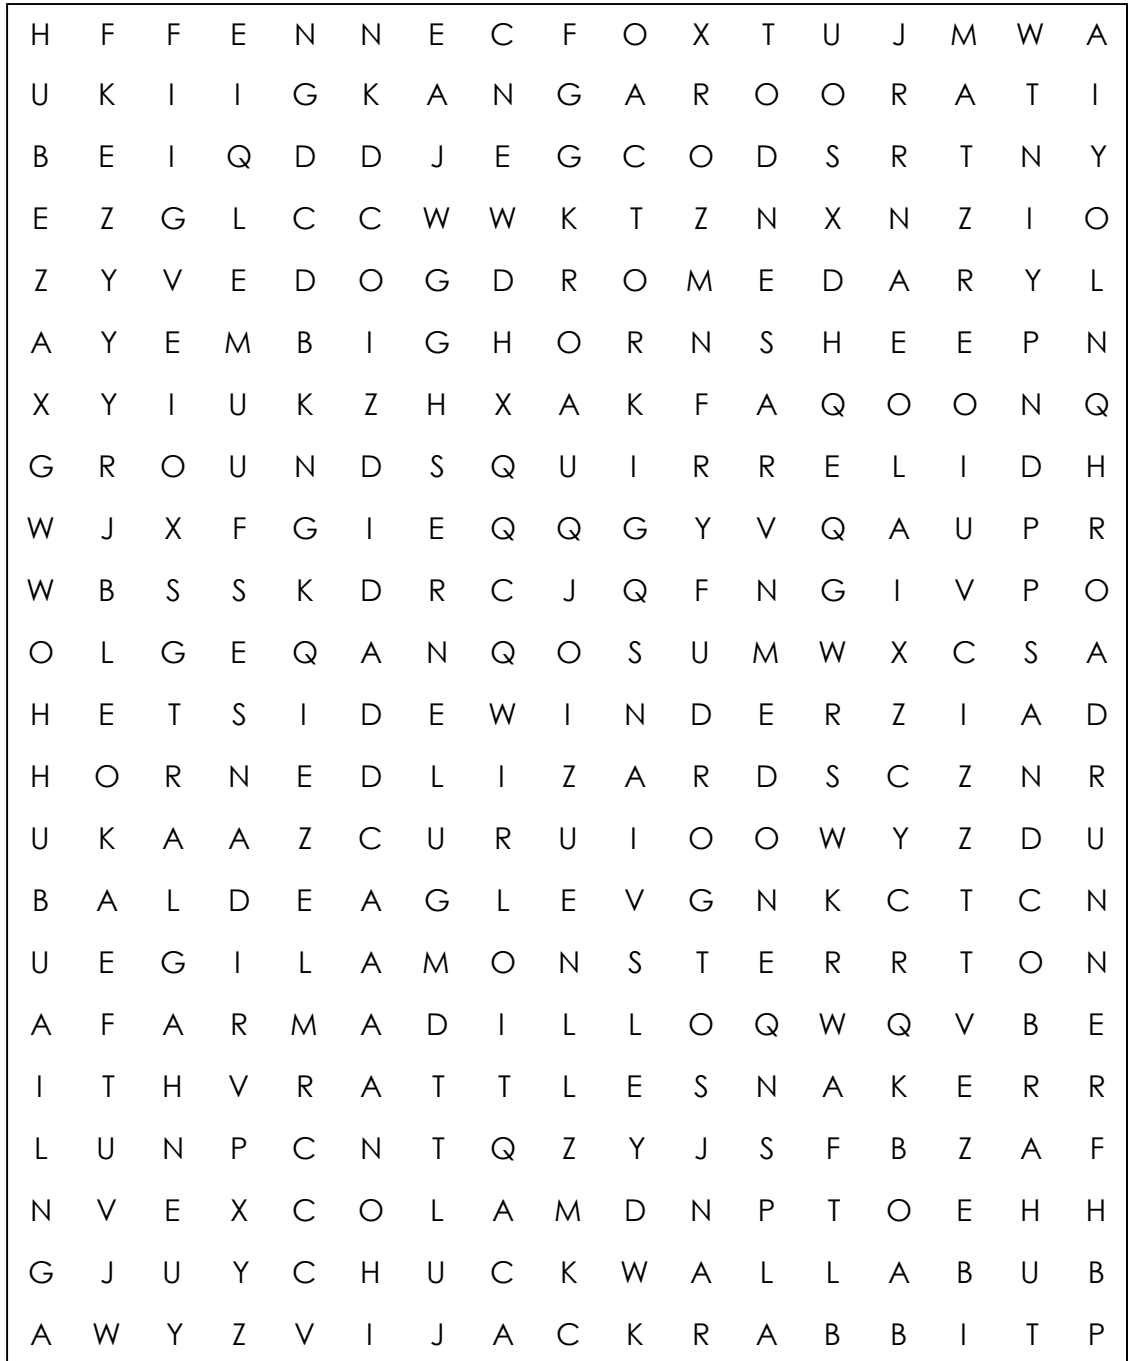 H F F E N N E C F O X T U J M W A
U K I I G K A N G A R O O R A T I
B E I Q D D J E G C O D S R T N Y
E Z G L C C W W K T Z N X N Z I O
Z Y V E D O G D R O M E D A R Y L
A Y E M B I G H O R N S H E E P N
X Y I U K Z H X A K F A Q O O N Q
G R O U N D S Q U I R R E L I D H
W J X F G I E Q Q G Y V Q A U P R
W B S S K D R C J Q F N G I V P O
O L G E Q A N Q O S U M W X C S A
H E T S I D E W I N D E R Z I A D
H O R N E D L I Z A R D S C Z N R
U K A A Z C U R U I O O W Y Z D U
B A L D E A G L E V G N K C T C N
U E G I L A M O N S T E R R T O N
A F A R M A D I L L O Q W Q V B E
I T H V R A T T L E S N A K E R R
L U N P C N T Q Z Y J S F B Z A F
N V E X C O L A M D N P T O E H H
G J U Y C H U C K W A L L A B U B
A W Y Z V I J A C K R A B B I T P